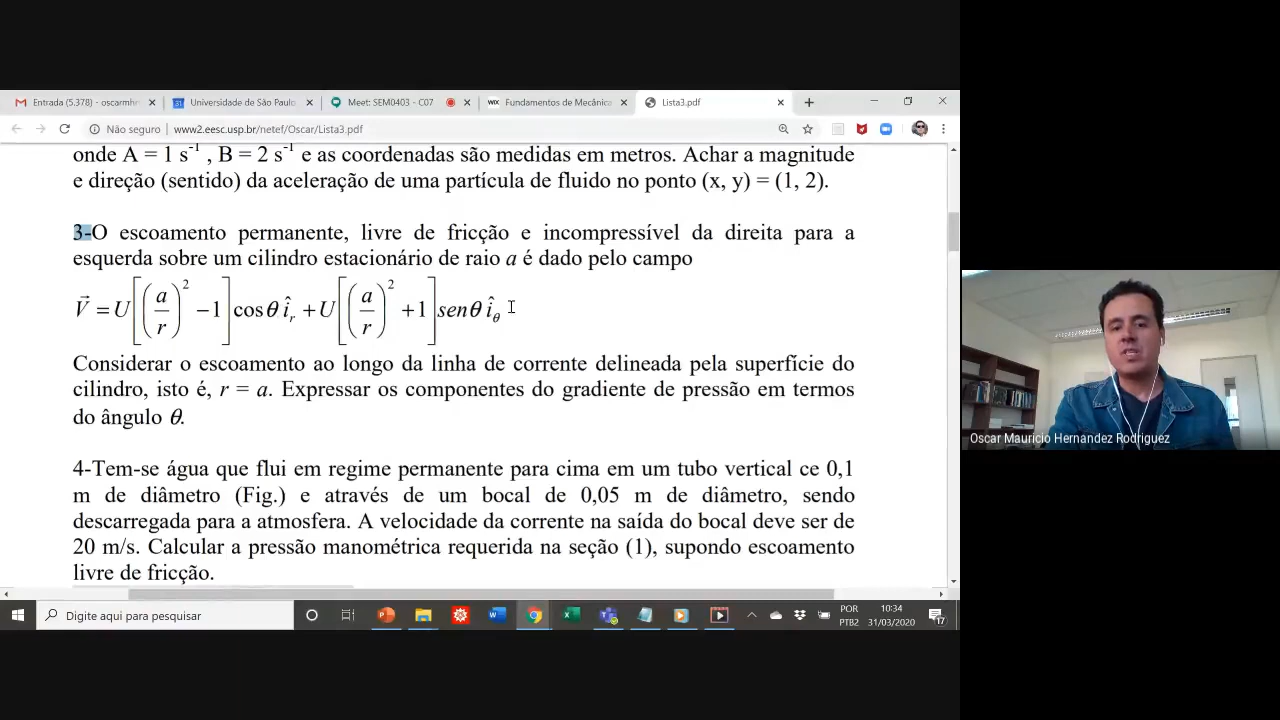 Entrada (5.378) - oscarmhr
Universidade de São Paulo
Meet: SEM0403 - C07
WIX Fundamentos de Mecânica
Lista3.pdf
Não seguro | www2.eesc.usp.br/netef/Oscar/Lista3.pdf
onde A = 1 s⁻¹ , B = 2 s⁻¹ e as coordenadas são medidas em metros. Achar a magnitude
e direção (sentido) da aceleração de uma partícula de fluido no ponto (x, y) = (1, 2).
3-O escoamento permanente, livre de fricção e incompressível da direita para a
esquerda sobre um cilindro estacionário de raio a é dado pelo campo
V⃗ = U[(a/r)² − 1]cosθ î_r + U[(a/r)² + 1]senθ î_θ
Considerar o escoamento ao longo da linha de corrente delineada pela superfície do
cilindro, isto é, r = a. Expressar os componentes do gradiente de pressão em termos
do ângulo θ.
4-Tem-se água que flui em regime permanente para cima em um tubo vertical ce 0,1
m de diâmetro (Fig.) e através de um bocal de 0,05 m de diâmetro, sendo
descarregada para a atmosfera. A velocidade da corrente na saída do bocal deve ser de
20 m/s. Calcular a pressão manométrica requerida na seção (1), supondo escoamento
livre de fricção.
Oscar Mauricio Hernandez Rodriguez
Digite aqui para pesquisar
POR
PTB2
10:34
31/03/2020
17